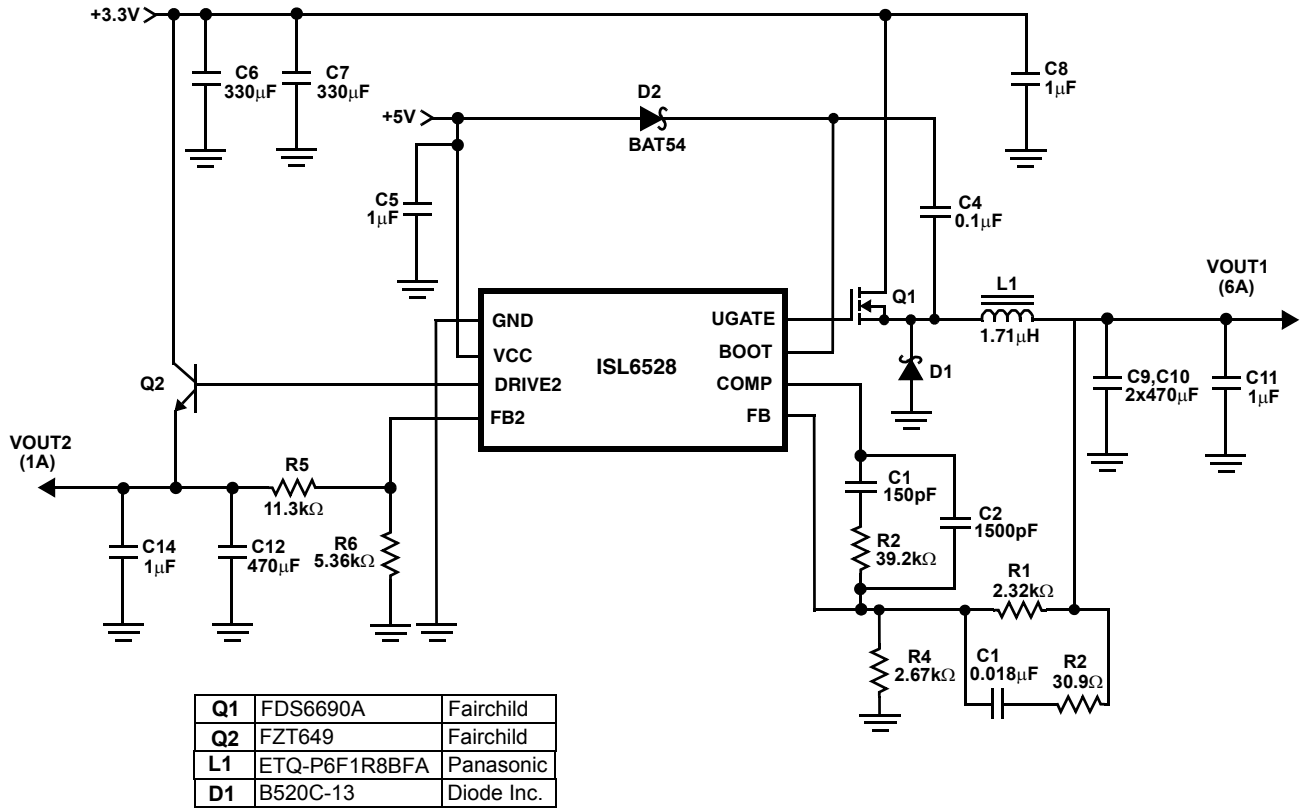 +3.3V
C6
330μF
C7
330μF
C8
1μF
+5V
D2
BAT54
C5
1μF
C4
0.1μF
VOUT1
(6A)
L1
1.71μH
Q1
D1
C9,C10
2x470μF
C11
1μF
ISL6528
GND
VCC
DRIVE2
FB2
UGATE
BOOT
COMP
FB
Q2
VOUT2
(1A)
R5
11.3kΩ
R6
5.36kΩ
C14
1μF
C12
470μF
C1
150pF
C2
1500pF
R2
39.2kΩ
R1
2.32kΩ
R4
2.67kΩ
C1
0.018μF
R2
30.9Ω
Q1 FDS6690A Fairchild
Q2 FZT649 Fairchild
L1 ETQ-P6F1R8BFA Panasonic
D1 B520C-13 Diode Inc.